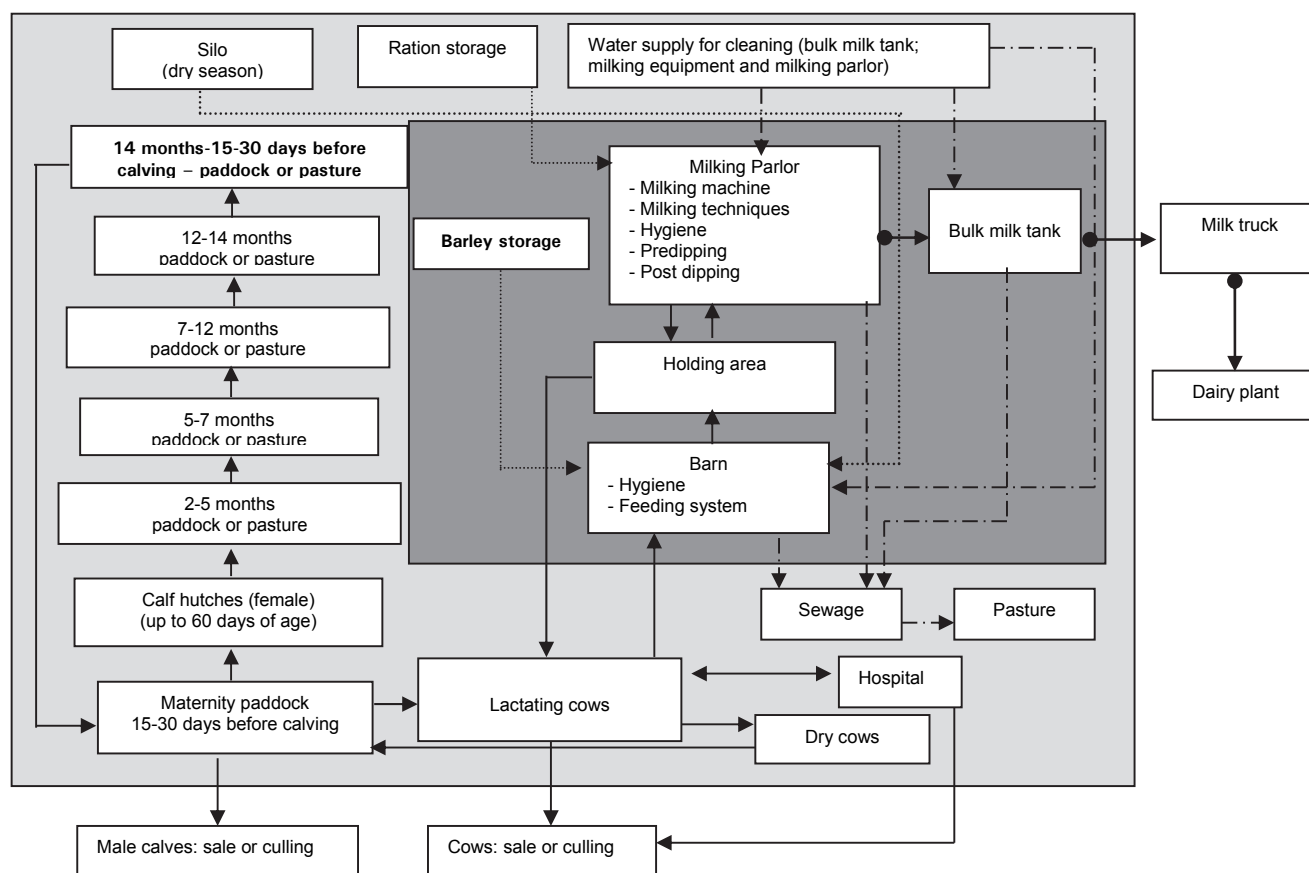 Silo
(dry season)
Ration storage
Water supply for cleaning (bulk milk tank;
milking equipment and milking parlor)
14 months-15-30 days before
calving – paddock or pasture
12-14 months
paddock or pasture
7-12 months
paddock or pasture
5-7 months
paddock or pasture
2-5 months
paddock or pasture
Calf hutches (female)
(up to 60 days of age)
Maternity paddock
15-30 days before calving
Barley storage
Milking Parlor
- Milking machine
- Milking techniques
- Hygiene
- Predipping
- Post dipping
Bulk milk tank
Milk truck
Dairy plant
Holding area
Barn
- Hygiene
- Feeding system
Sewage
Pasture
Lactating cows
Hospital
Dry cows
Male calves: sale or culling
Cows: sale or culling